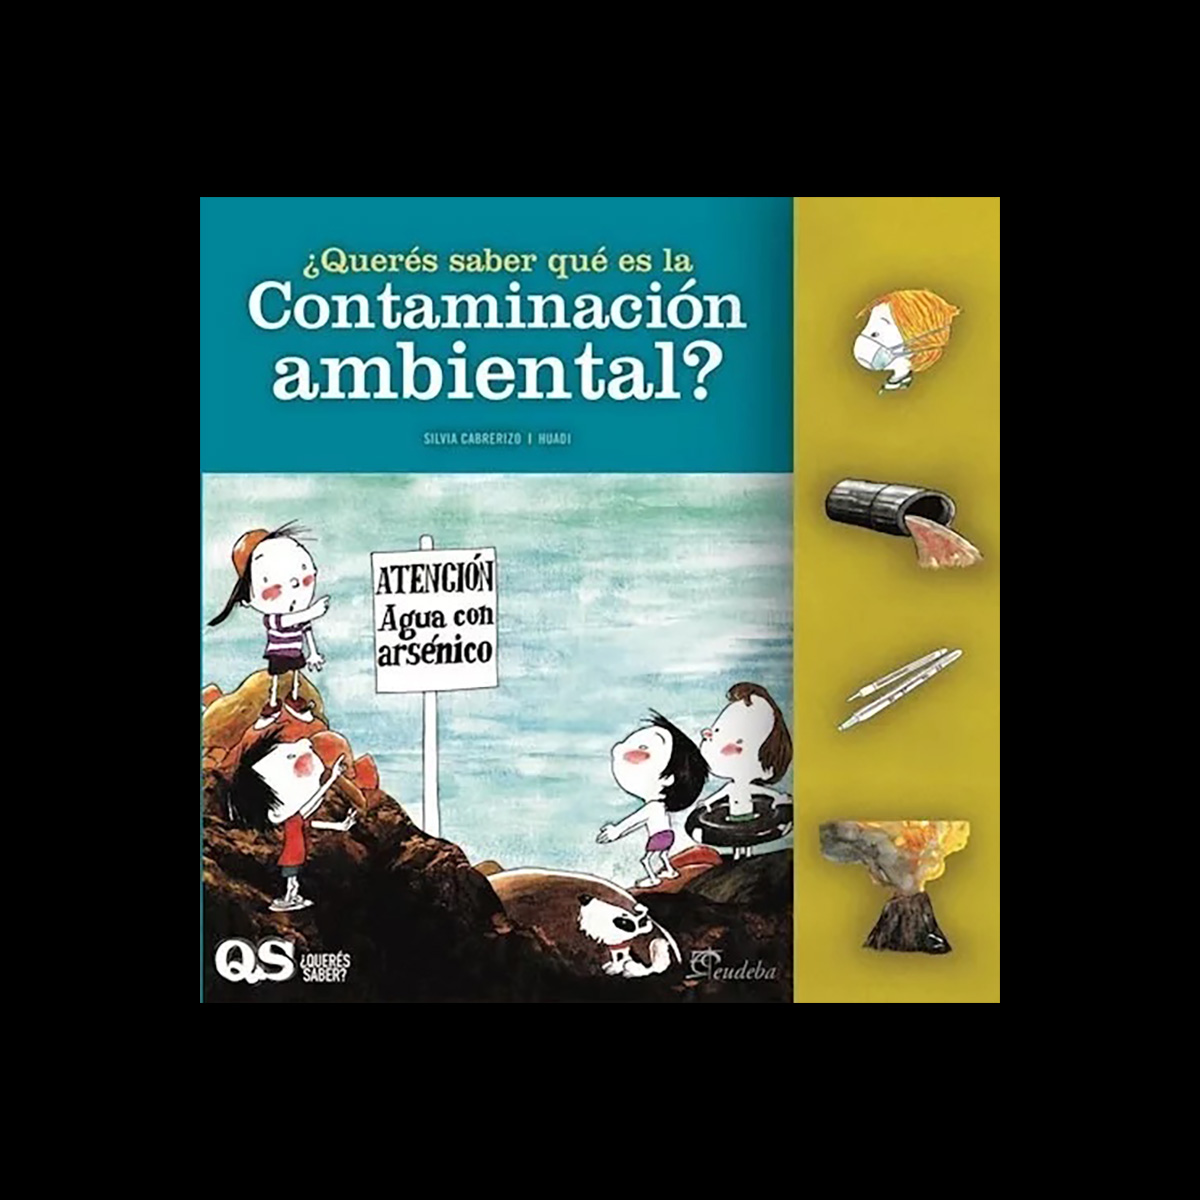 ¿Querés saber qué es la
Contaminación
ambiental?
SILVIA CABRERIZO | HUADI
ATENCIÓN
Agua con
arsénico
QS ¿QUERÉS
SABER?
eudeba